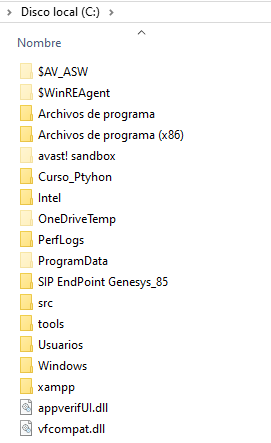 Disco local (C:)
Nombre
$AV_ASW
$WinREAgent
Archivos de programa
Archivos de programa (x86)
avast! sandbox
Curso_Ptyhon
Intel
OneDriveTemp
PerfLogs
ProgramData
SIP EndPoint Genesys_85
src
tools
Usuarios
Windows
xampp
appverifUI.dll
vfcompat.dll